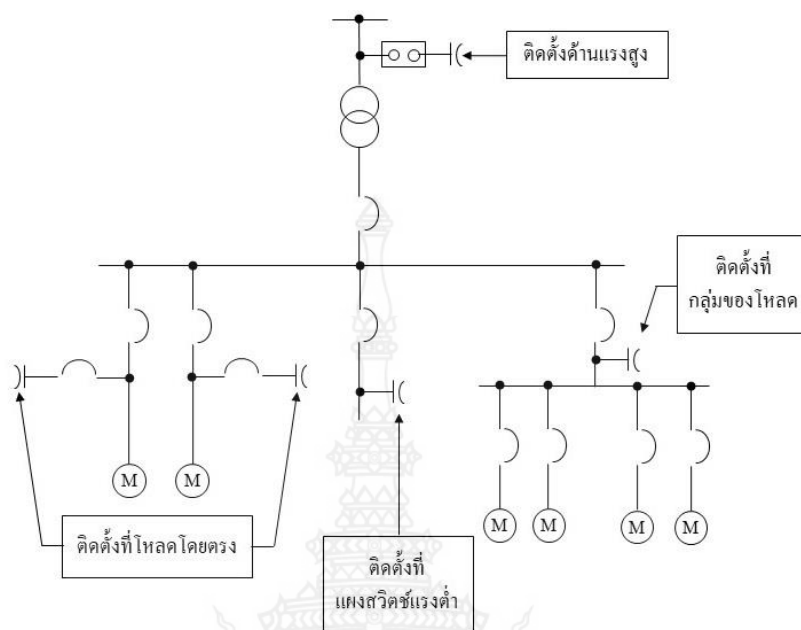 ติดตั้งด้านแรงสูง
ติดตั้งที่
กลุ่มของโหลด
M
M
M
M
M
M
ติดตั้งที่โหลดโดยตรง
ติดตั้งที่
แผงสวิตช์แรงต่ำ